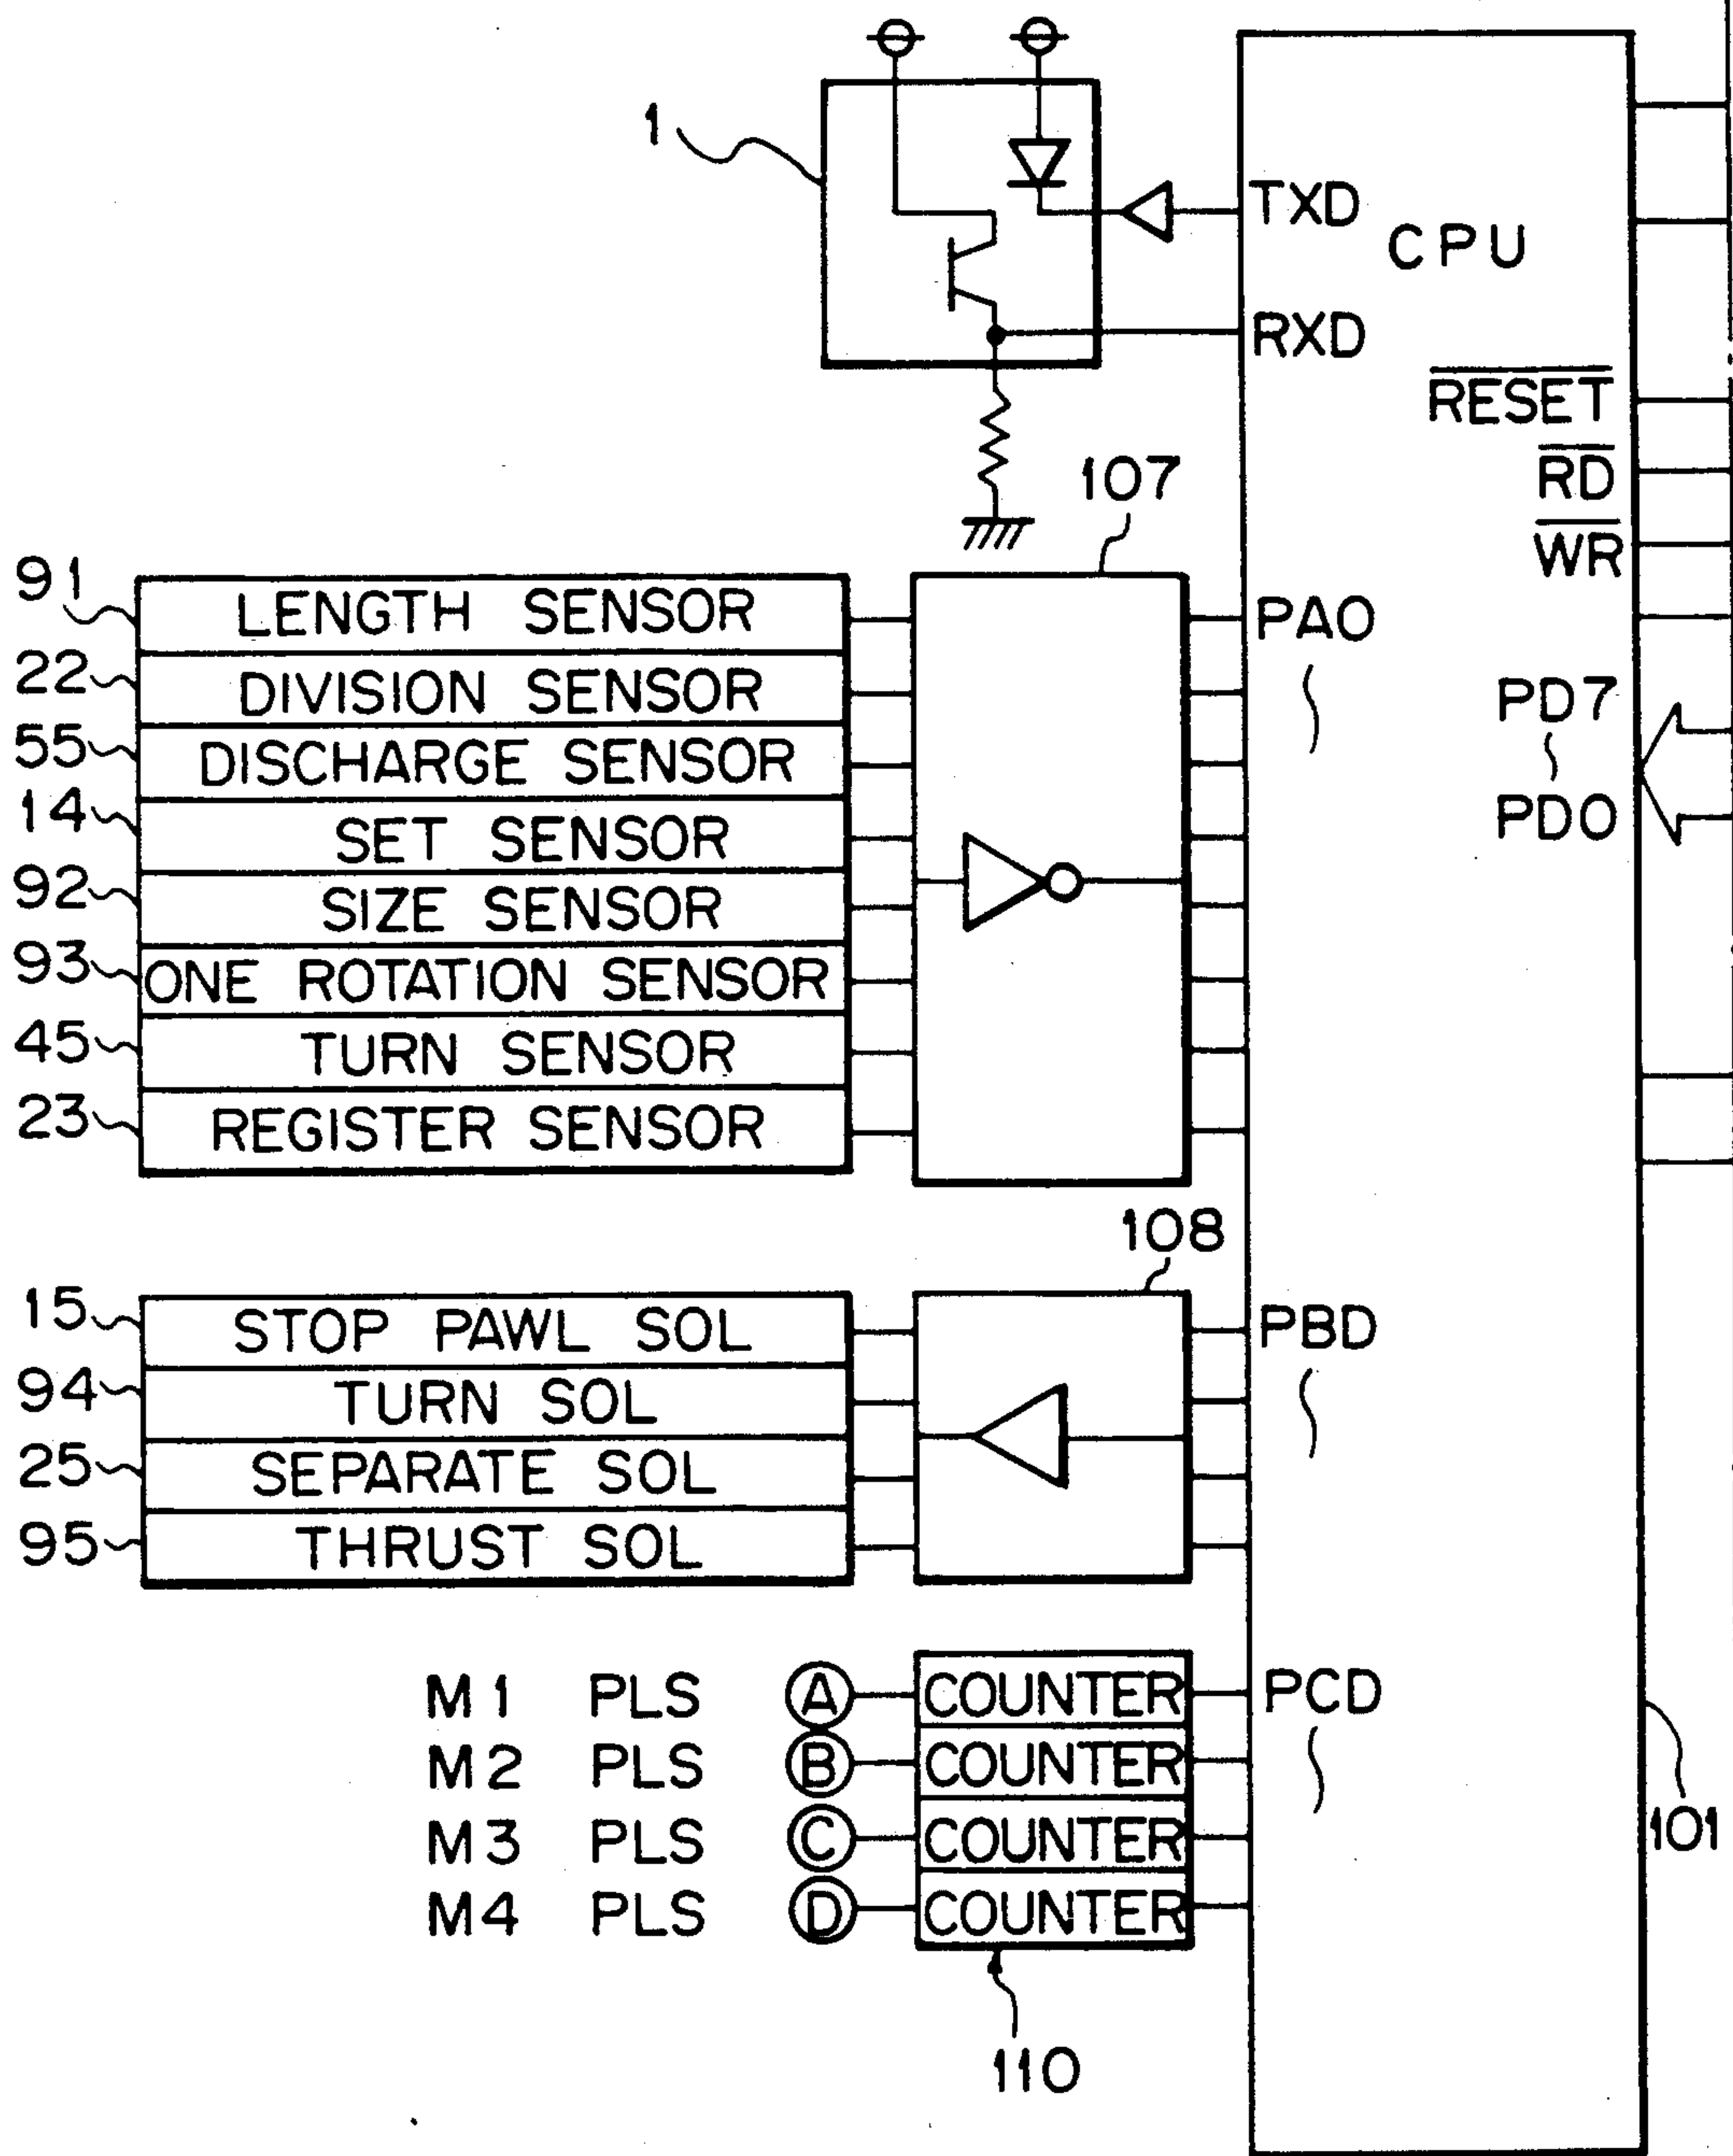 1
TXD
CPU
RXD
RESET
RD
WR
107
91 LENGTH SENSOR
PA0
22 DIVISION SENSOR
55 DISCHARGE SENSOR
14 SET SENSOR
92 SIZE SENSOR
93 ONE ROTATION SENSOR
45 TURN SENSOR
23 REGISTER SENSOR
PD7
PD0
108
15 STOP PAWL SOL
PBD
94 TURN SOL
25 SEPARATE SOL
95 THRUST SOL
M1 PLS A COUNTER PCD
M2 PLS B COUNTER
M3 PLS C COUNTER
M4 PLS D COUNTER
101
110